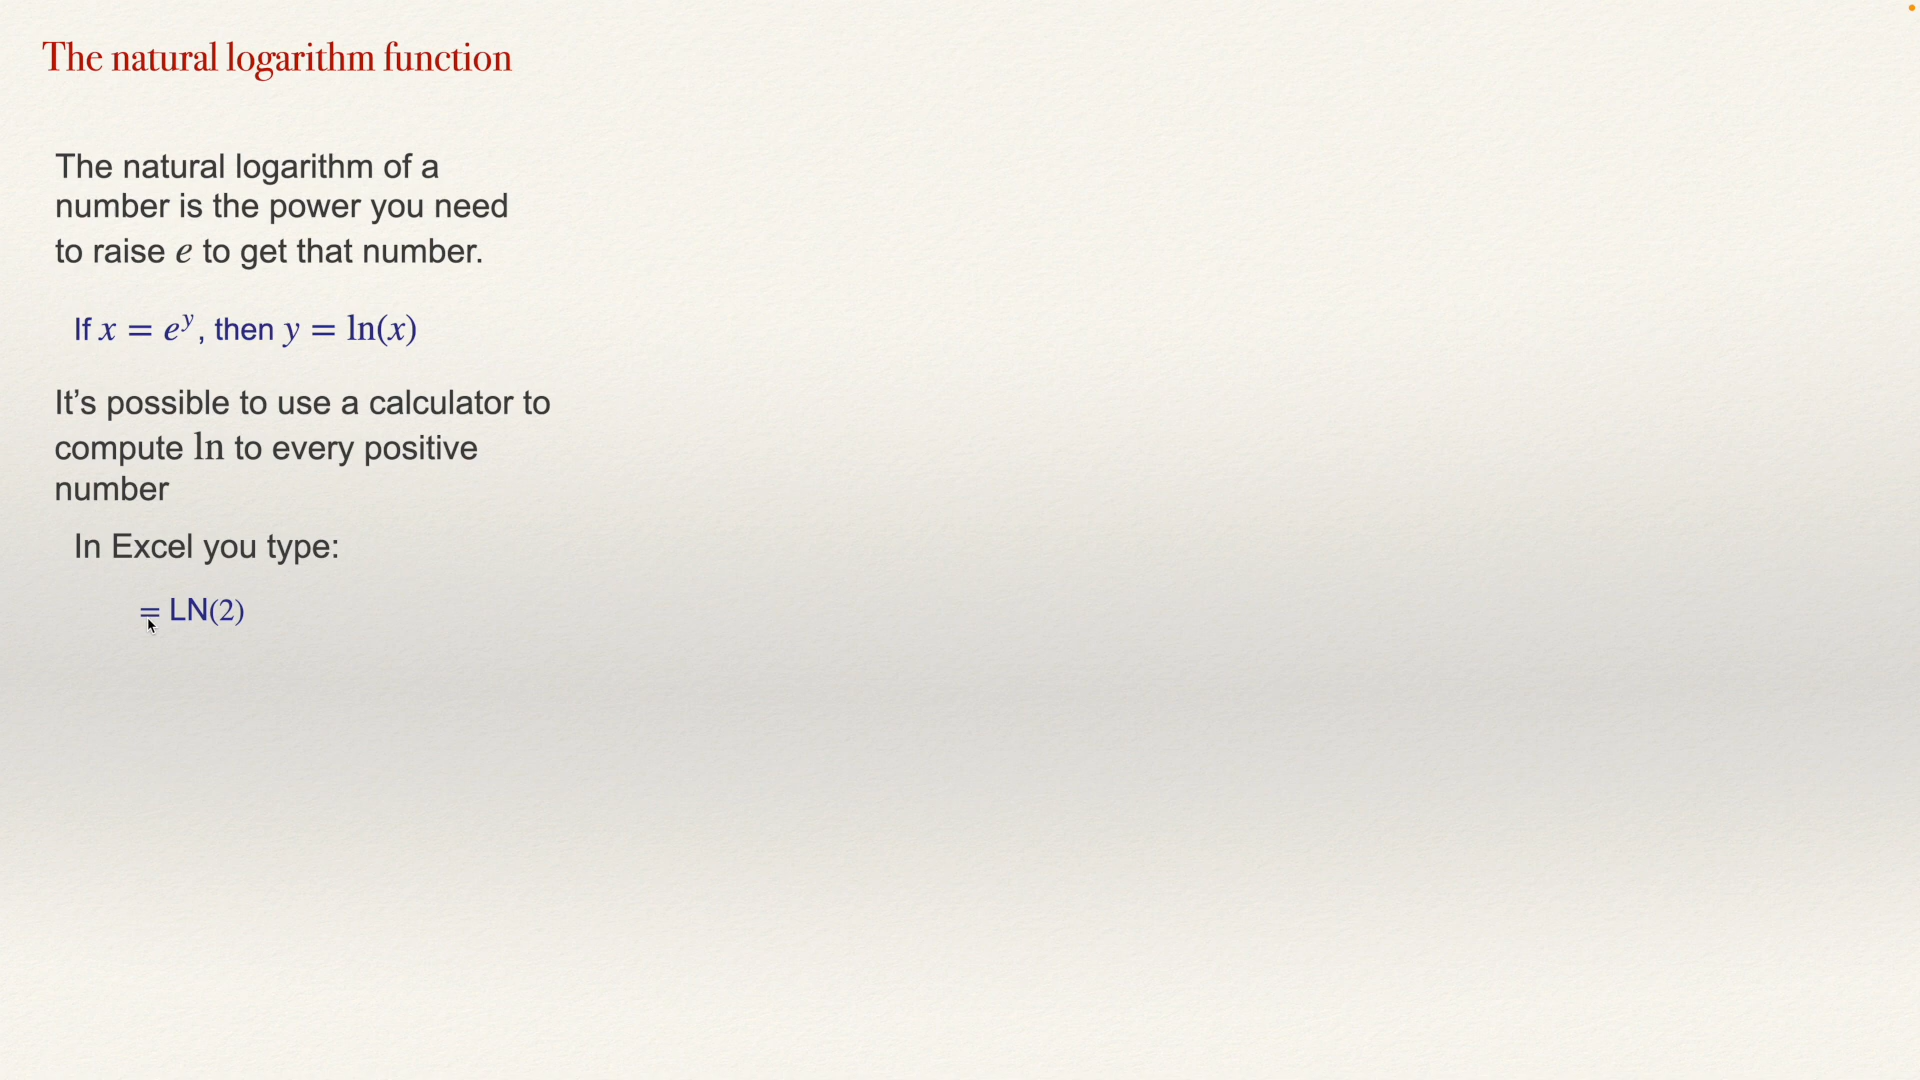 The natural logarithm function
The natural logarithm of a
number is the power you need
to raise e to get that number.
If x = e^y, then y = ln(x)
It’s possible to use a calculator to
compute ln to every positive
number
In Excel you type:
= LN(2)